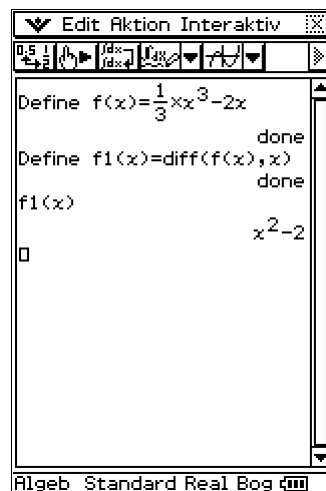 Edit Aktion Interaktiv
Define f(x)=1/3×x^3-2x
done
Define f1(x)=diff(f(x),x)
done
f1(x)
x^2-2
Algeb Standard Real Bog